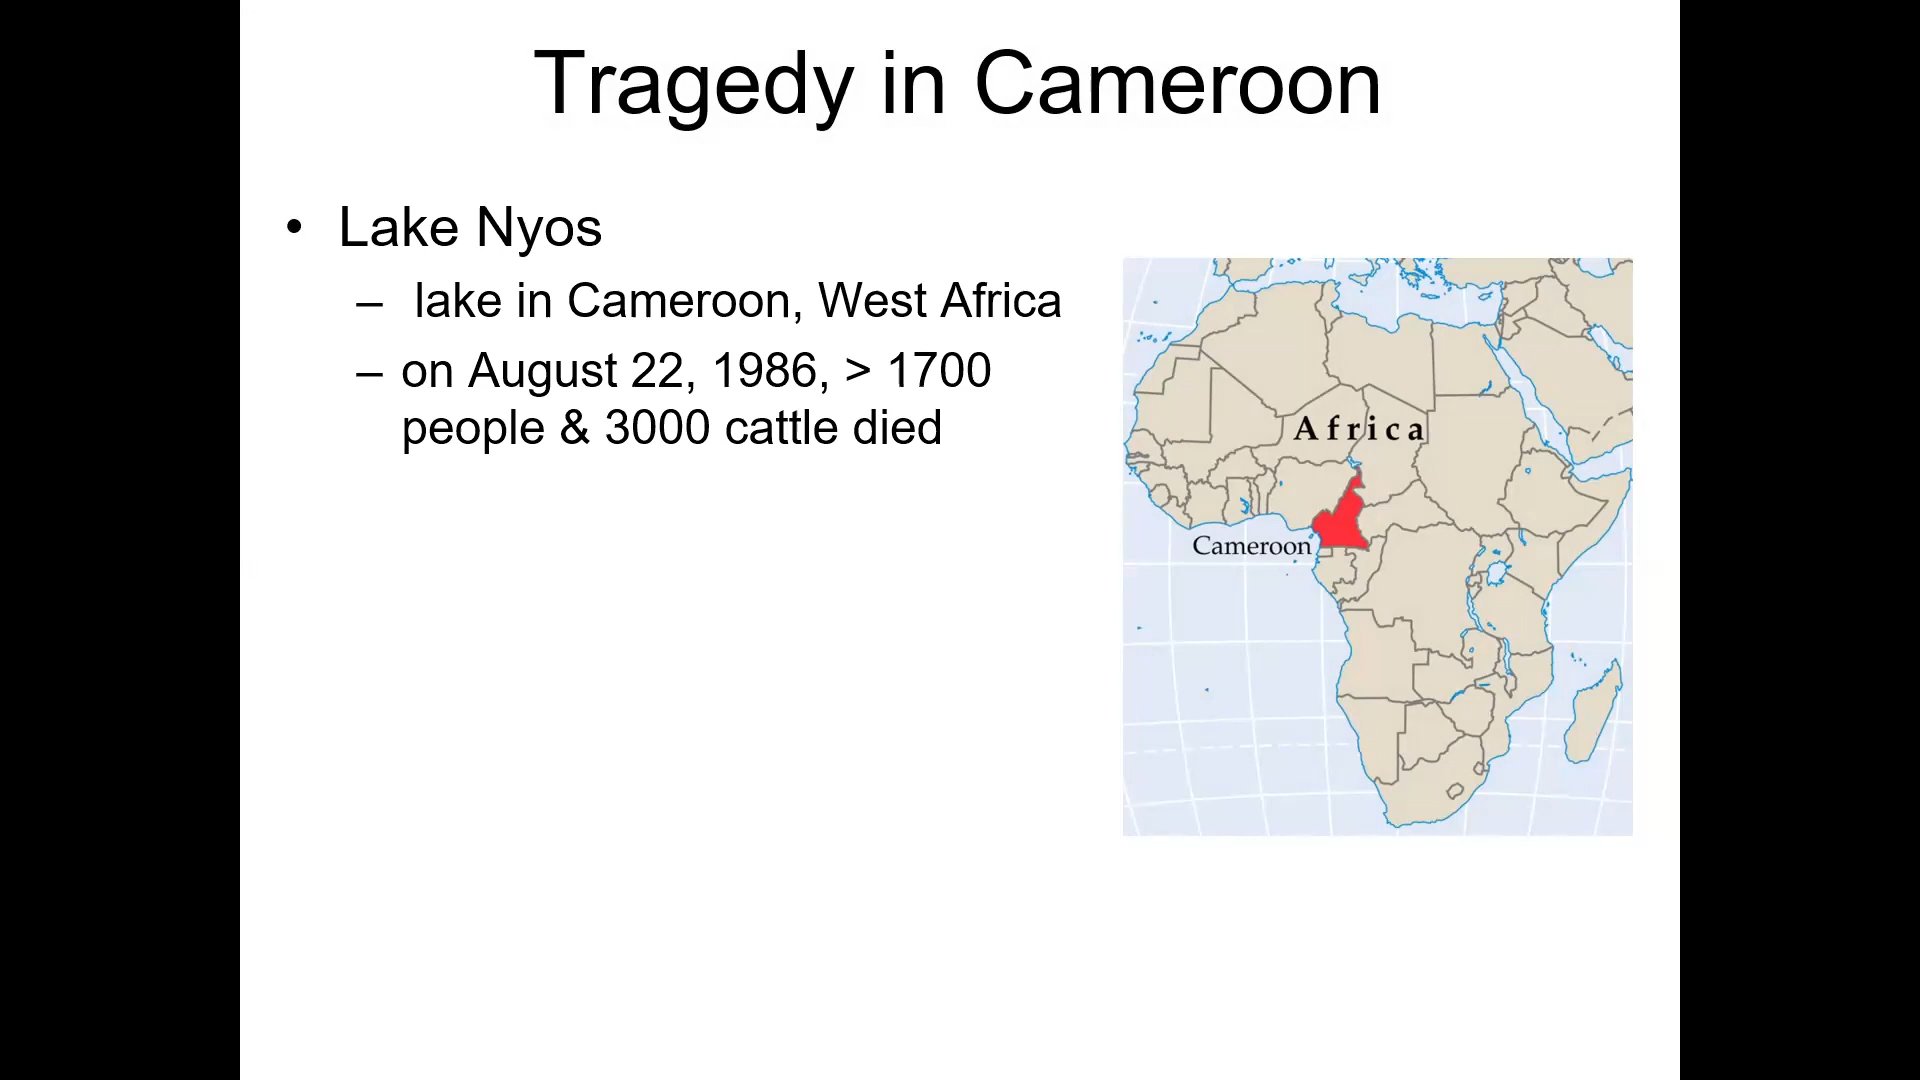 Tragedy in Cameroon
• Lake Nyos
– lake in Cameroon, West Africa
– on August 22, 1986, > 1700
people & 3000 cattle died
Africa
Cameroon